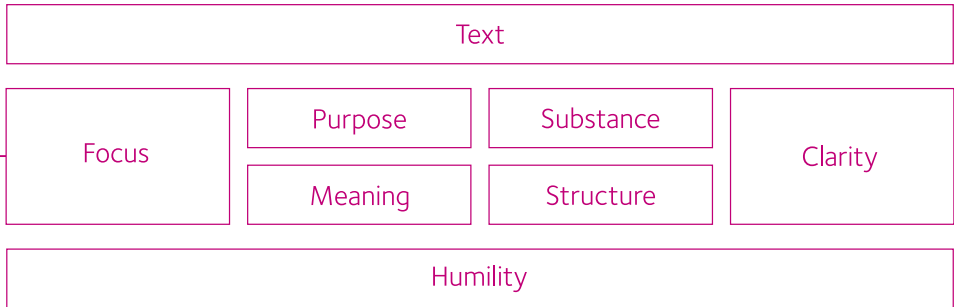 Text
Focus
Purpose
Substance
Clarity
Meaning
Structure
Humility